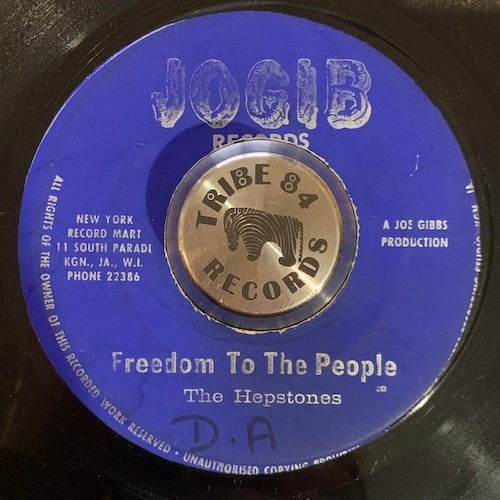 JOGIB
RECORDS
TRIBE 84
RECORDS
NEW YORK
RECORD MART
11 SOUTH PARADE
KGN., JA., W.I.
PHONE 22386
A JOE GIBBS
PRODUCTION
Freedom To The People
The Hepstones
D.A
ALL RIGHTS OF THE OWNER OF THIS RECORDED WORK RESERVED · UNAUTHORISED COPYING